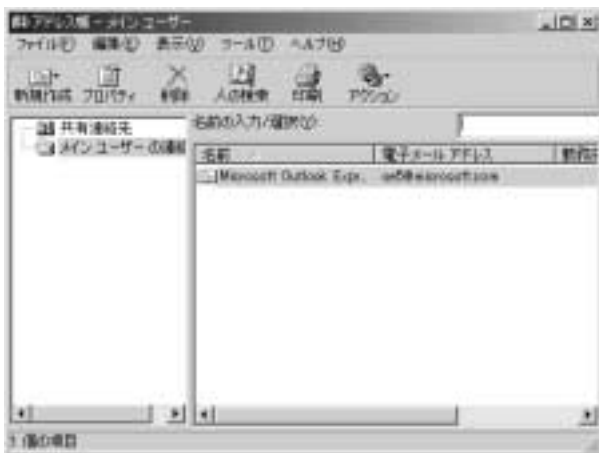 アドレス帳 - メイン ユーザー
ファイル(F) 編集(E) 表示(V) ツール(T) ヘルプ(H)
新規作成 プロパティ 削除 人の検索 印刷 アクション
共有連絡先
メイン ユーザー の連絡
名前の入力/選択(Y):
名前 電子メール アドレス 勤務
Microsoft Outlook Expr...
1 個の項目